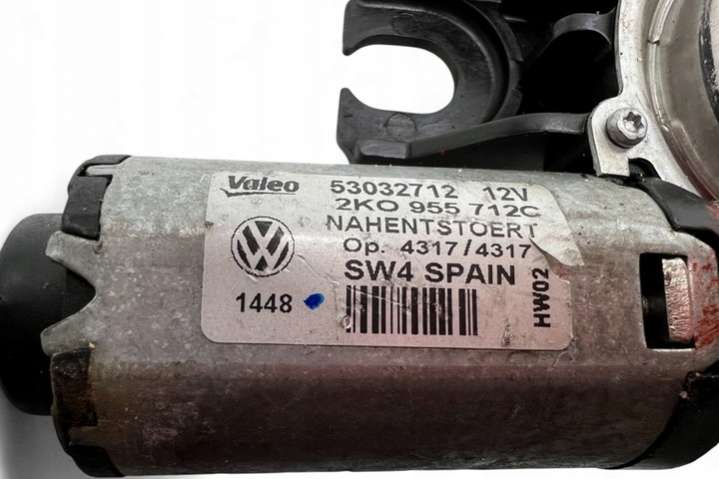 Valeo 53032712 12V
2K0 955 712C
NAHENTSTOERT
Op. 4317/4317
SW4 SPAIN
1448
HW02